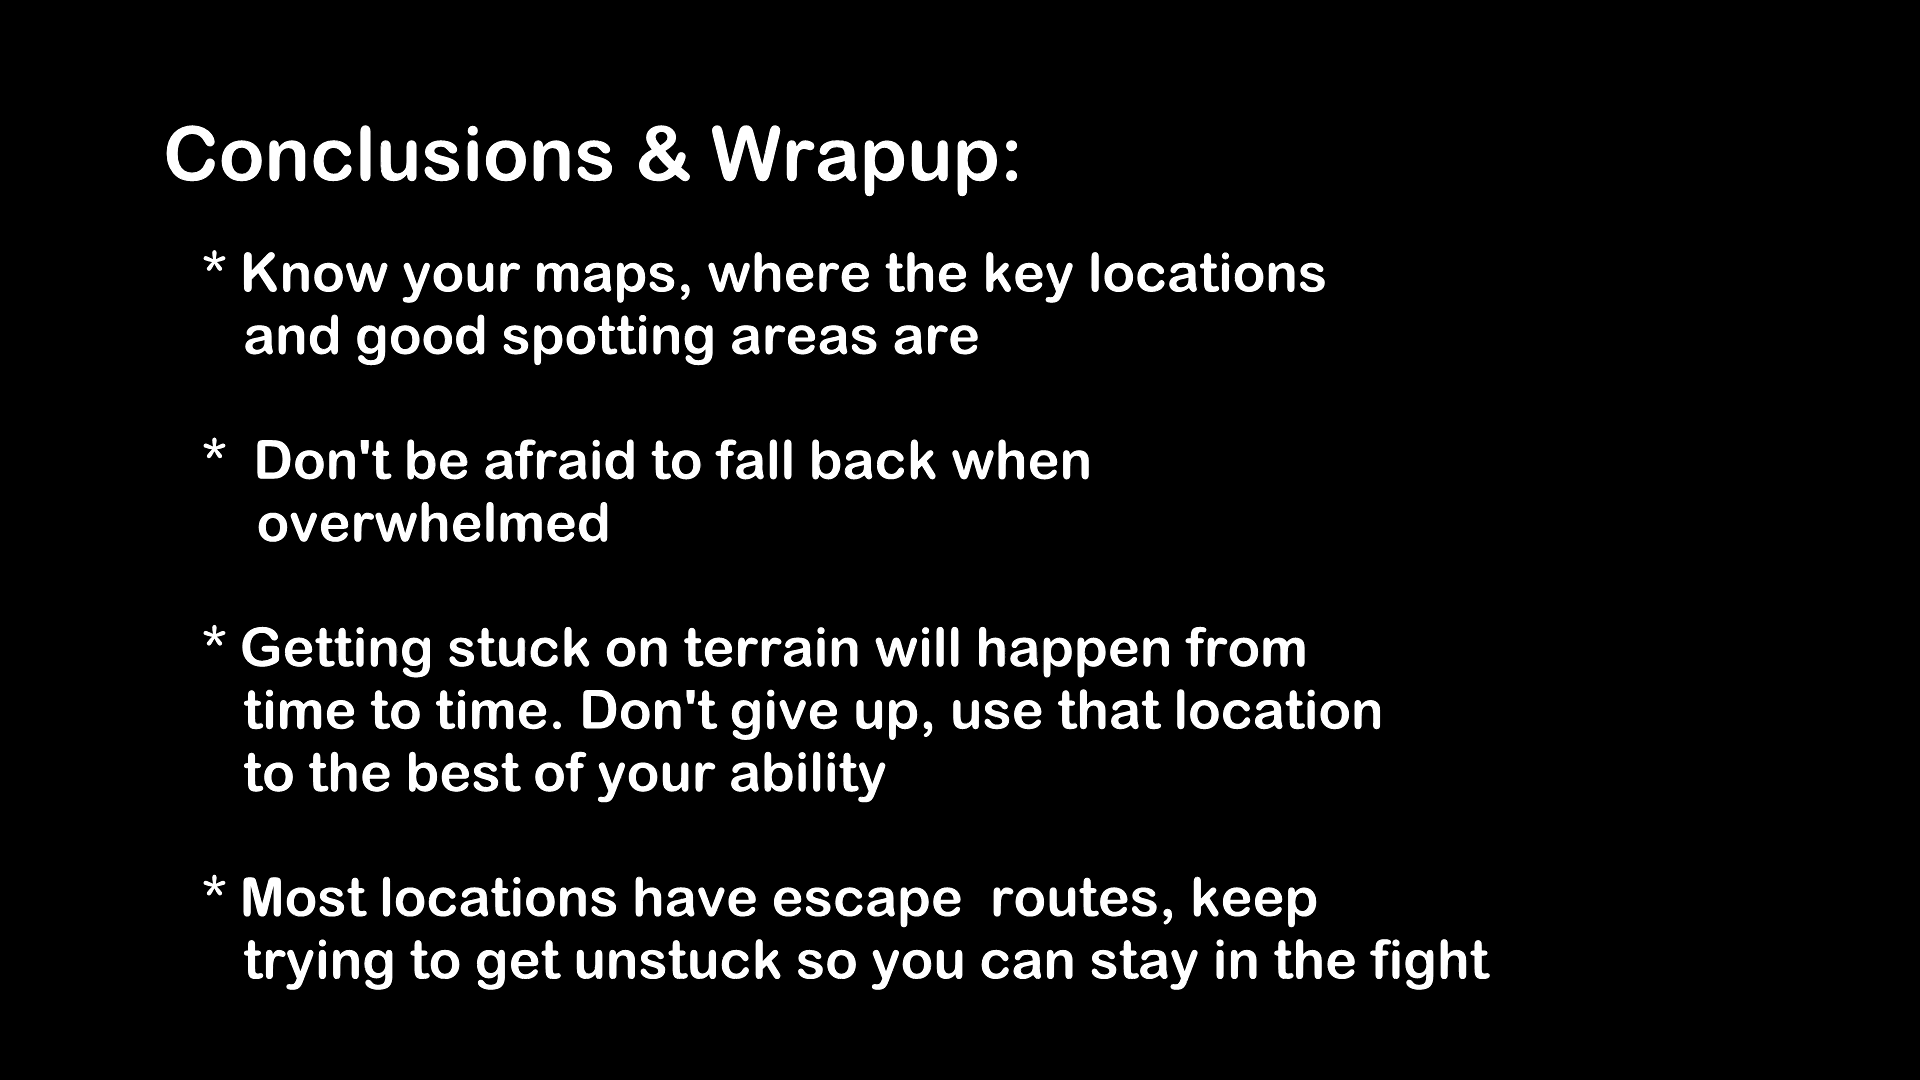 Conclusions & Wrapup:
* Know your maps, where the key locations
and good spotting areas are
*  Don't be afraid to fall back when
overwhelmed
* Getting stuck on terrain will happen from
time to time. Don't give up, use that location
to the best of your ability
* Most locations have escape  routes, keep
trying to get unstuck so you can stay in the fight